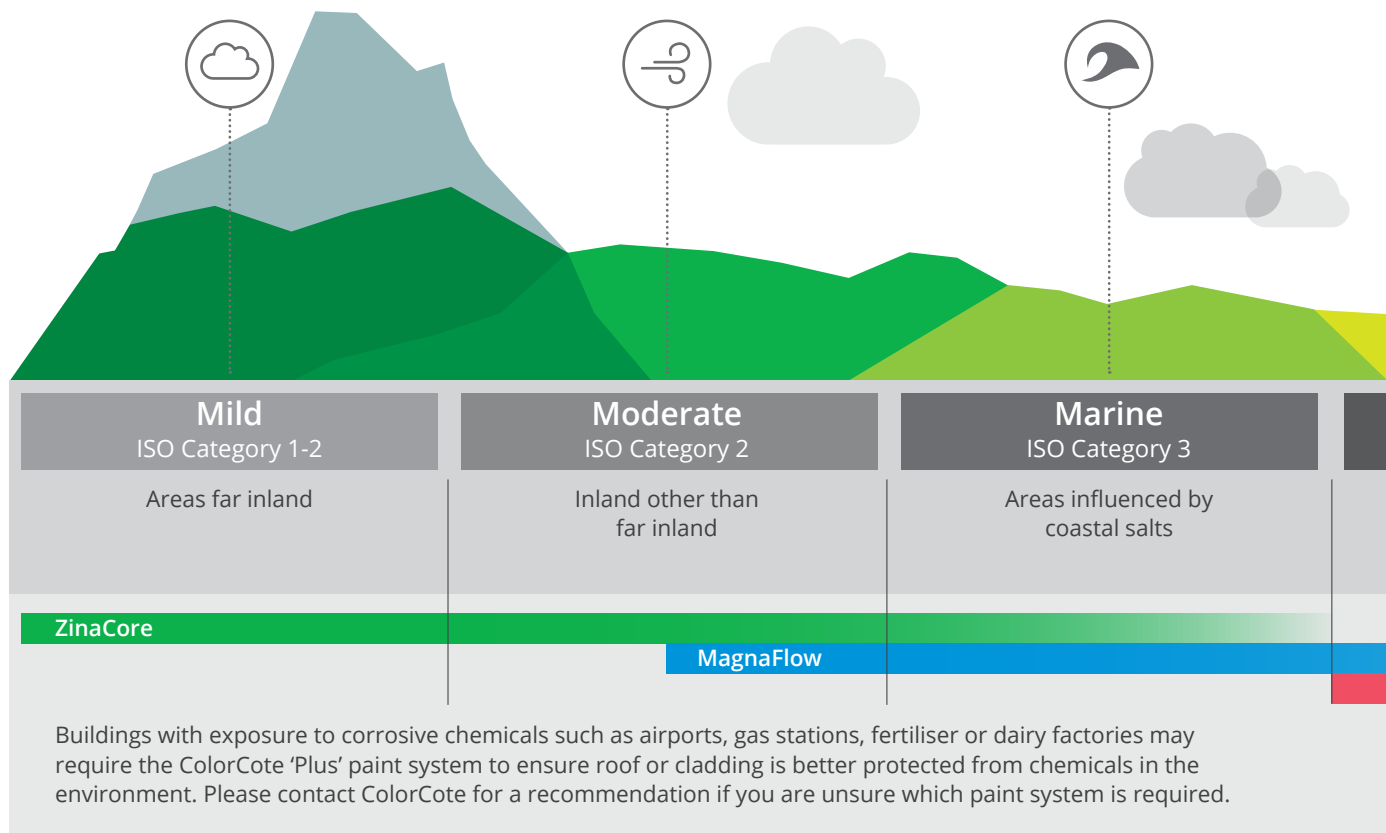 Mild
ISO Category 1-2
Moderate
ISO Category 2
Marine
ISO Category 3
Areas far inland
Inland other than
far inland
Areas influenced by
coastal salts
ZinaCore
MagnaFlow
Buildings with exposure to corrosive chemicals such as airports, gas stations, fertiliser or dairy factories may
require the ColorCote ‘Plus’ paint system to ensure roof or cladding is better protected from chemicals in the
environment. Please contact ColorCote for a recommendation if you are unsure which paint system is required.